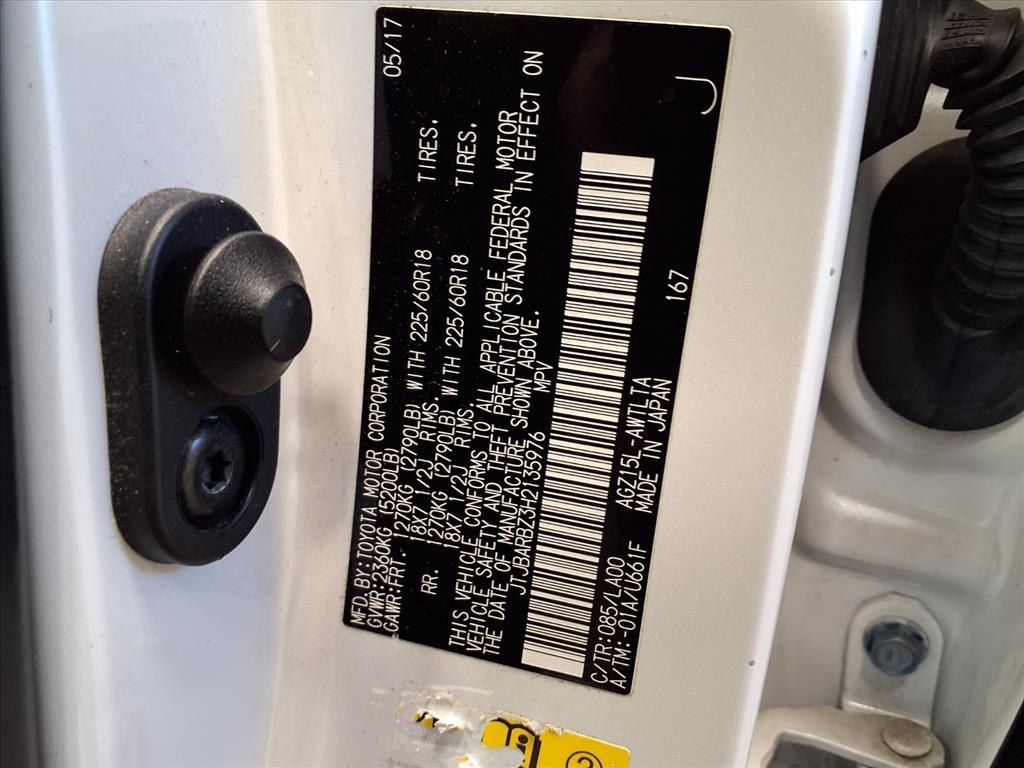 MFD.BY:TOYOTA MOTOR CORPORATION 05/17
GVWR:2360KG (5200LB)
GAWR:FRT. 1270KG (2790LB) WITH 225/60R18 TIRES.
18X7 1/2J RIMS.
RR. 1270KG (2790LB) WITH 225/60R18 TIRES.
18X7 1/2J RIMS.
THIS VEHICLE CONFORMS TO ALL APPLICABLE FEDERAL MOTOR
VEHICLE SAFETY AND THEFT PREVENTION STANDARDS IN EFFECT ON
THE DATE OF MANUFACTURE SHOWN ABOVE.
JTJBARBZ3H2135976 MPV
C/TR:085/LA00 AGZ15L-AWTLTA 167
A/TM:-01A/U661F MADE IN JAPAN
J